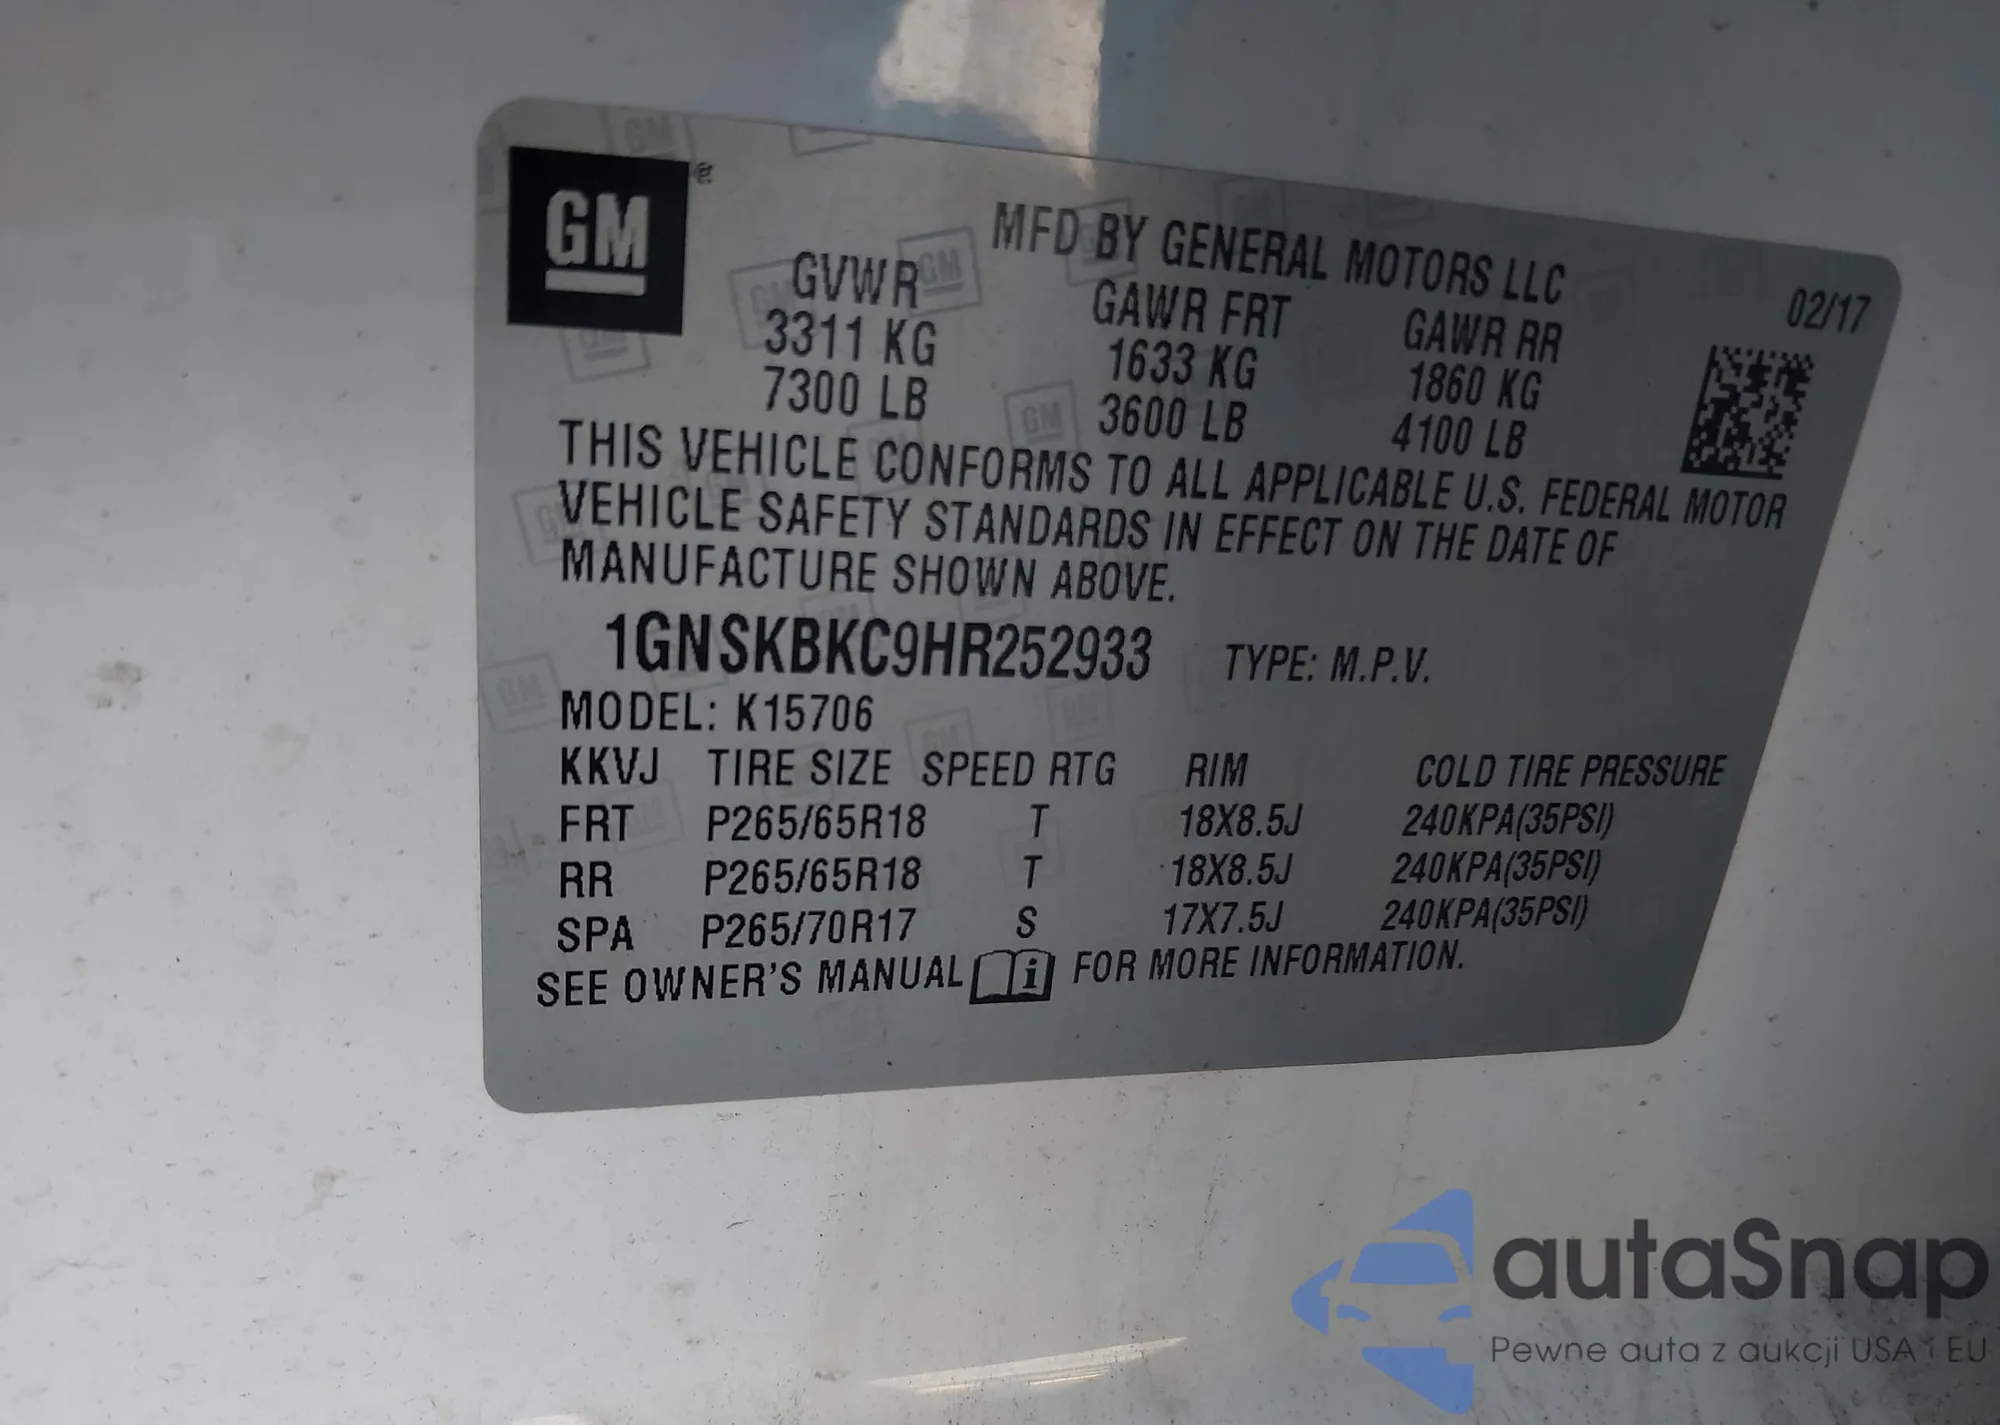 GM
MFD BY GENERAL MOTORS LLC
02/17
GVWR GAWR FRT GAWR RR
3311 KG 1633 KG 1860 KG
7300 LB 3600 LB 4100 LB
THIS VEHICLE CONFORMS TO ALL APPLICABLE U.S. FEDERAL MOTOR
VEHICLE SAFETY STANDARDS IN EFFECT ON THE DATE OF
MANUFACTURE SHOWN ABOVE.
1GNSKBKC9HR252933 TYPE: M.P.V.
MODEL: K15706
KKVJ TIRE SIZE SPEED RTG RIM COLD TIRE PRESSURE
FRT P265/65R18 T 18X8.5J 240KPA(35PSI)
RR P265/65R18 T 18X8.5J 240KPA(35PSI)
SPA P265/70R17 S 17X7.5J 240KPA(35PSI)
SEE OWNER'S MANUAL i FOR MORE INFORMATION.
autaSnap
Pewne auta z aukcji USA i EU